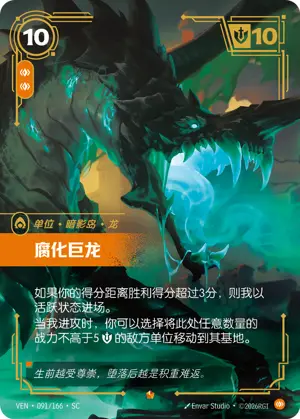 10
10
单位·暗影岛·龙
腐化巨龙
如果你的得分距离胜利得分超过3分,则我以
活跃状态进场。
当我进攻时,你可以选择将此处任意数量的
战力不高于5 的敌方单位移动到其基地。
生前越受尊崇,堕落后越是积重难返。
VEN · 091/166 · SC
Envar Studio
©2026RGI